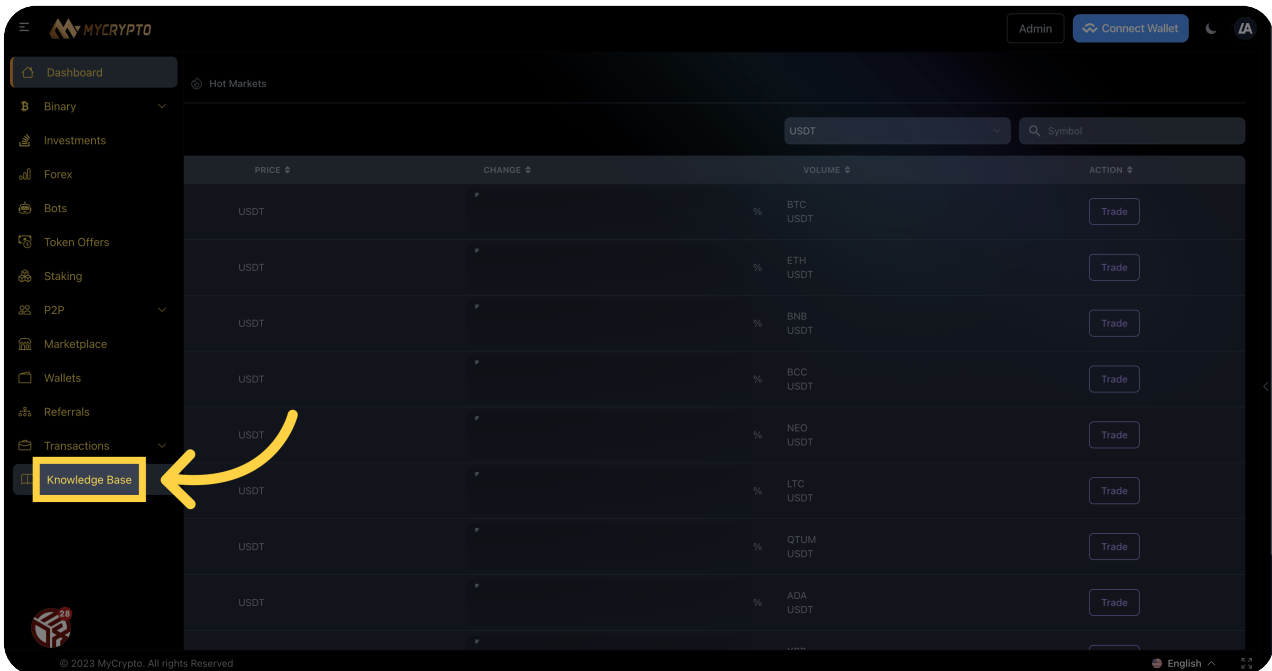 MYCRYPTO
Admin
Connect Wallet
Dashboard
Binary
Investments
Forex
Bots
Token Offers
Staking
P2P
Marketplace
Wallets
Referrals
Transactions
Knowledge Base
28
Hot Markets
USDT
Symbol
PRICE CHANGE VOLUME ACTION
USDT % BTC
USDT
Trade
USDT % ETH
USDT
Trade
USDT % BNB
USDT
Trade
USDT % BCC
USDT
Trade
USDT % NEO
USDT
Trade
USDT % LTC
USDT
Trade
USDT % QTUM
USDT
Trade
USDT % ADA
USDT
Trade
© 2023 MyCrypto. All rights Reserved
English